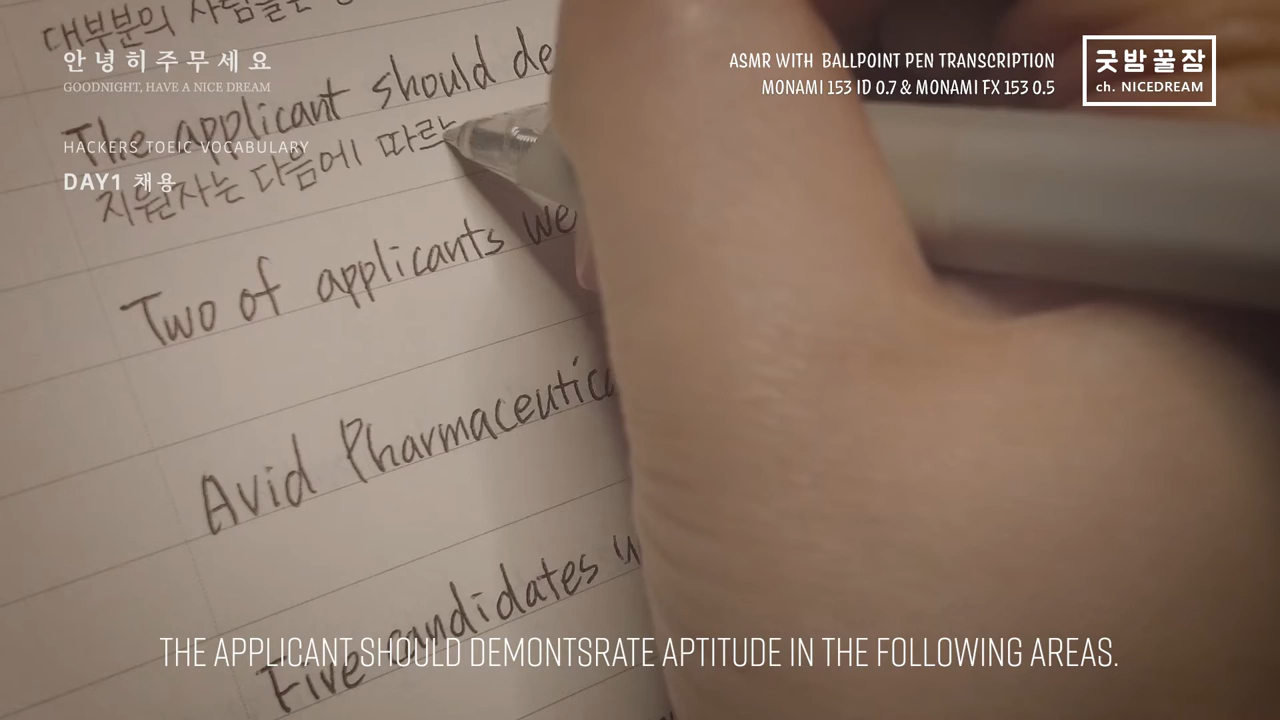 대부분의 사람들은
안녕히주무세요
GOODNIGHT, HAVE A NICE DREAM
ASMR WITH BALLPOINT PEN TRANSCRIPTION
MONAMI 153 ID 0.7 & MONAMI FX 153 0.5
굿밤꿀잠
ch. NICEDREAM
The applicant should de
HACKERS TOEIC VOCABULARY
지원자는 다음에 따르
DAY1 채용
Two of applicants we
Avid Pharmaceutica
Five candidates w
THE APPLICANT SHOULD DEMONTSRATE APTITUDE IN THE FOLLOWING AREAS.